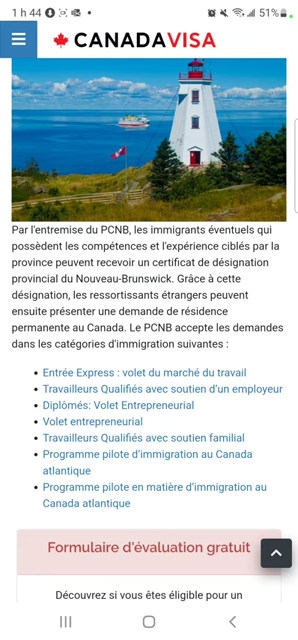 1 h 44
51%
CANADAVISA
Par l'entremise du PCNB, les immigrants éventuels qui
possèdent les compétences et l'expérience ciblés par la
province peuvent recevoir un certificat de désignation
provincial du Nouveau-Brunswick. Grâce à cette
désignation, les ressortissants étrangers peuvent
ensuite présenter une demande de résidence
permanente au Canada. Le PCNB accepte les demandes
dans les catégories d'immigration suivantes :
• Entrée Express : volet du marché du travail
• Travailleurs Qualifiés avec soutien d'un employeur
• Diplômés: Volet Entrepreneurial
• Volet entrepreneurial
• Travailleurs Qualifiés avec soutien familial
• Programme pilote d'immigration au Canada
atlantique
• Programme pilote en matière d'immigration au
Canada atlantique
Formulaire d'évaluation gratuit
Découvrez si vous êtes éligible pour un